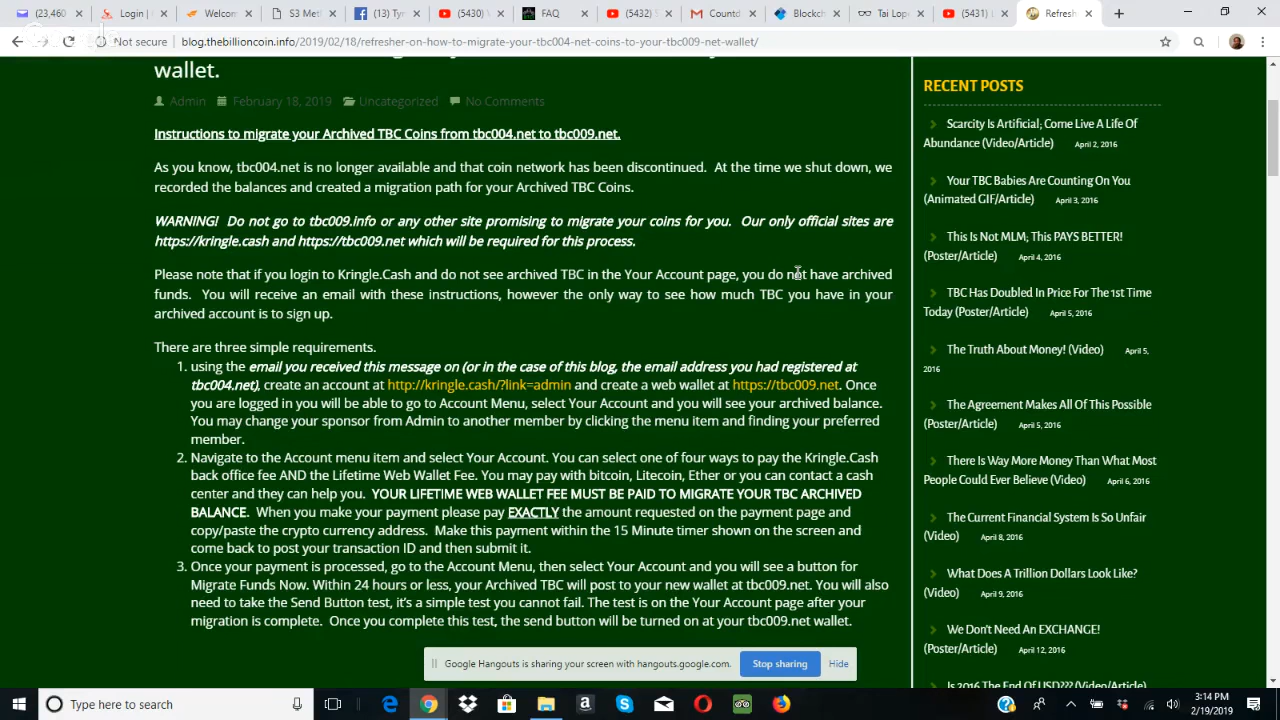 (23,460
(13) Type
Welcome
S3 Met
(13) Ty
(5430)
FAQ
(5432)
Contact
Blockch
Tai Lop
(5431)
Refresh
Not secure
blog.thebillioncoin.info/2019/02/18/refresher-on-how-to-migrate-your-tbc004-net-coins-to-your-tbc009-net-wallet/
wallet.
Admin February 18, 2019 Uncategorized No Comments
Instructions to migrate your Archived TBC Coins from tbc004.net to tbc009.net.
As you know, tbc004.net is no longer available and that coin network has been discontinued. At the time we shut down, we
recorded the balances and created a migration path for your Archived TBC Coins.
WARNING! Do not go to tbc009.info or any other site promising to migrate your coins for you. Our only official sites are
https://kringle.cash and https://tbc009.net which will be required for this process.
Please note that if you login to Kringle.Cash and do not see archived TBC in the Your Account page, you do not have archived
funds. You will receive an email with these instructions, however the only way to see how much TBC you have in your
archived account is to sign up.
There are three simple requirements.
1. using the email you received this message on (or in the case of this blog, the email address you had registered at
tbc004.net), create an account at http://kringle.cash/?link=admin and create a web wallet at https://tbc009.net. Once
you are logged in you will be able to go to Account Menu, select Your Account and you will see your archived balance.
You may change your sponsor from Admin to another member by clicking the menu item and finding your preferred
member.
2. Navigate to the Account menu item and select Your Account. You can select one of four ways to pay the Kringle.Cash
back office fee AND the Lifetime Web Wallet Fee. You may pay with bitcoin, Litecoin, Ether or you can contact a cash
center and they can help you. YOUR LIFETIME WEB WALLET FEE MUST BE PAID TO MIGRATE YOUR TBC ARCHIVED
BALANCE. When you make your payment please pay EXACTLY the amount requested on the payment page and
copy/paste the crypto currency address. Make this payment within the 15 Minute timer shown on the screen and
come back to post your transaction ID and then submit it.
3. Once your payment is processed, go to the Account Menu, then select Your Account and you will see a button for
Migrate Funds Now. Within 24 hours or less, your Archived TBC will post to your new wallet at tbc009.net. You will also
need to take the Send Button test, it's a simple test you cannot fail. The test is on the Your Account page after your
migration is complete. Once you complete this test, the send button will be turned on at your tbc009.net wallet.
RECENT POSTS
Scarcity Is Artificial; Come Live A Life Of
Abundance (Video/Article) April 2, 2016
Your TBC Babies Are Counting On You
(Animated GIF/Article) April 3, 2016
This Is Not MLM; This PAYS BETTER!
(Poster/Article) April 4, 2016
TBC Has Doubled In Price For The 1st Time
Today (Poster/Article) April 5, 2016
The Truth About Money! (Video) April 5,
2016
The Agreement Makes All Of This Possible
(Poster/Article) April 5, 2016
There Is Way More Money Than What Most
People Could Ever Believe (Video) April 6, 2016
The Current Financial System Is So Unfair
(Video) April 8, 2016
What Does A Trillion Dollars Look Like?
(Video) April 9, 2016
We Don't Need An EXCHANGE!
(Poster/Article) April 12, 2016
Is 2016 The End Of USD??? (Video/Article)
Google Hangouts is sharing your screen with hangouts.google.com. Stop sharing Hide
Type here to search
3:14 PM
2/19/2019